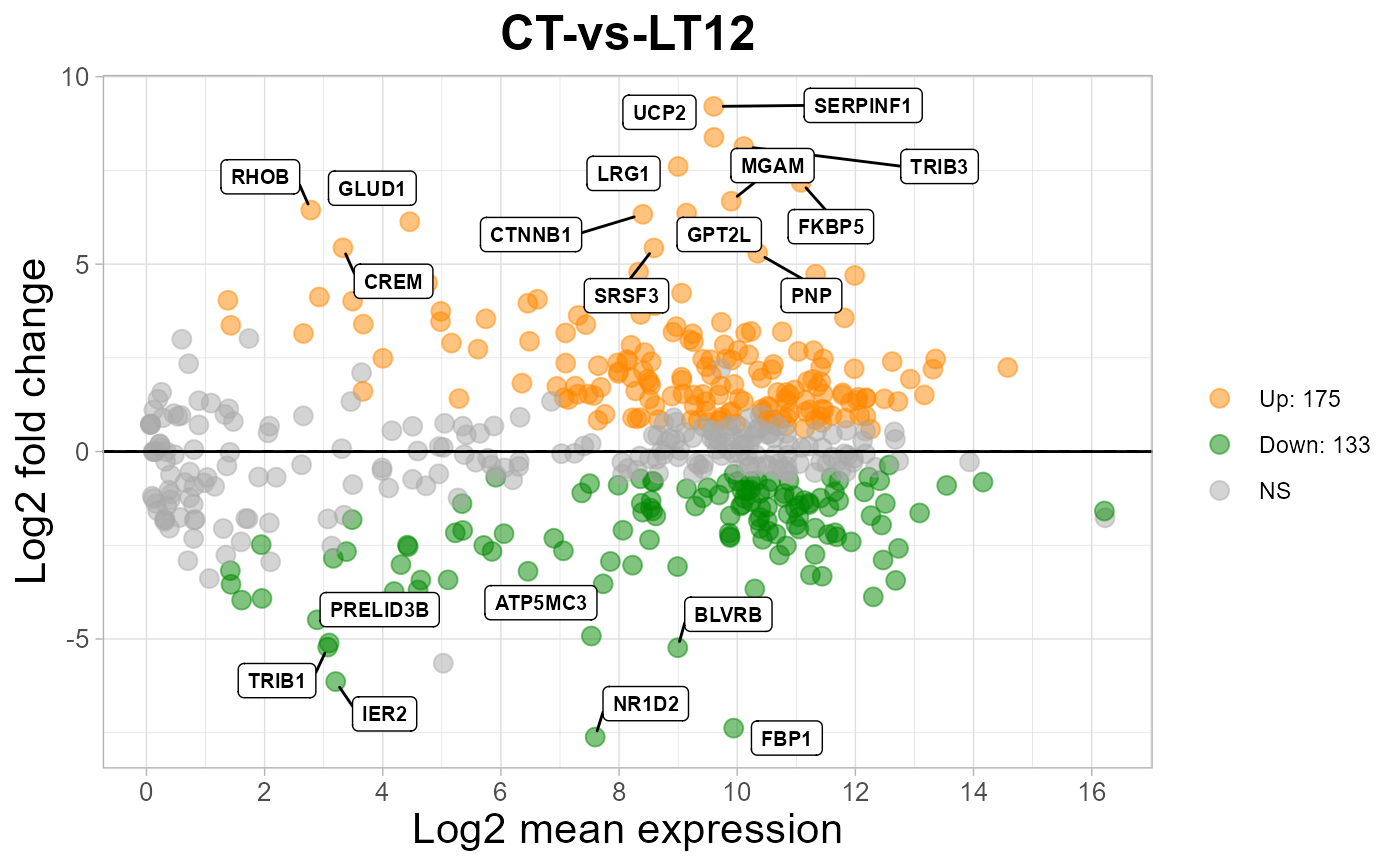 CT-vs-LT12
Log2 fold change
10
5
0
-5
UCP2
SERPINF1
LRG1
MGAM
TRIB3
RHOB
GLUD1
CTNNB1
GPT2L
FKBP5
CREM
SRSF3
PNP
PRELID3B
ATP5MC3
BLVRB
TRIB1
IER2
NR1D2
FBP1
Up: 175
Down: 133
NS
0 2 4 6 8 10 12 14 16
Log2 mean expression